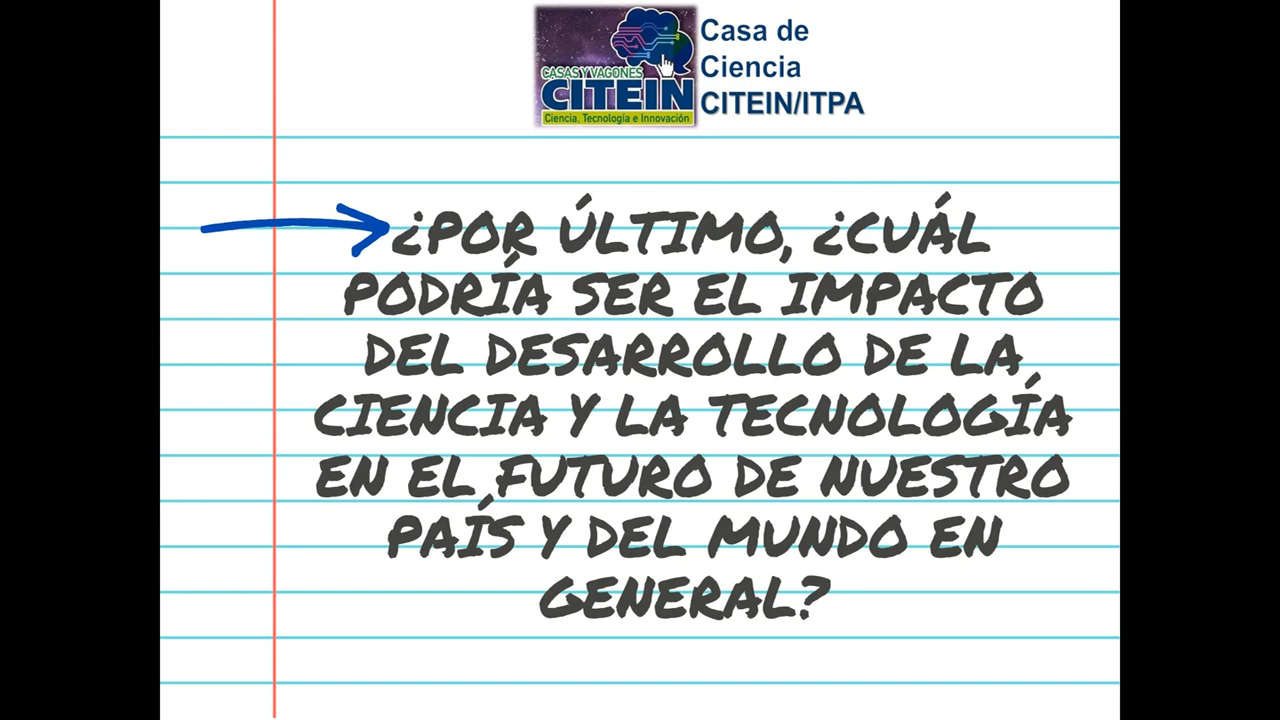 CASAS Y VAGONES
CITEIN
Ciencia, Tecnología e Innovación
Casa de
Ciencia
CITEIN/ITPA
¿POR ÚLTIMO, ¿CUÁL
PODRÍA SER EL IMPACTO
DEL DESARROLLO DE LA
CIENCIA Y LA TECNOLOGÍA
EN EL FUTURO DE NUESTRO
PAÍS Y DEL MUNDO EN
GENERAL?